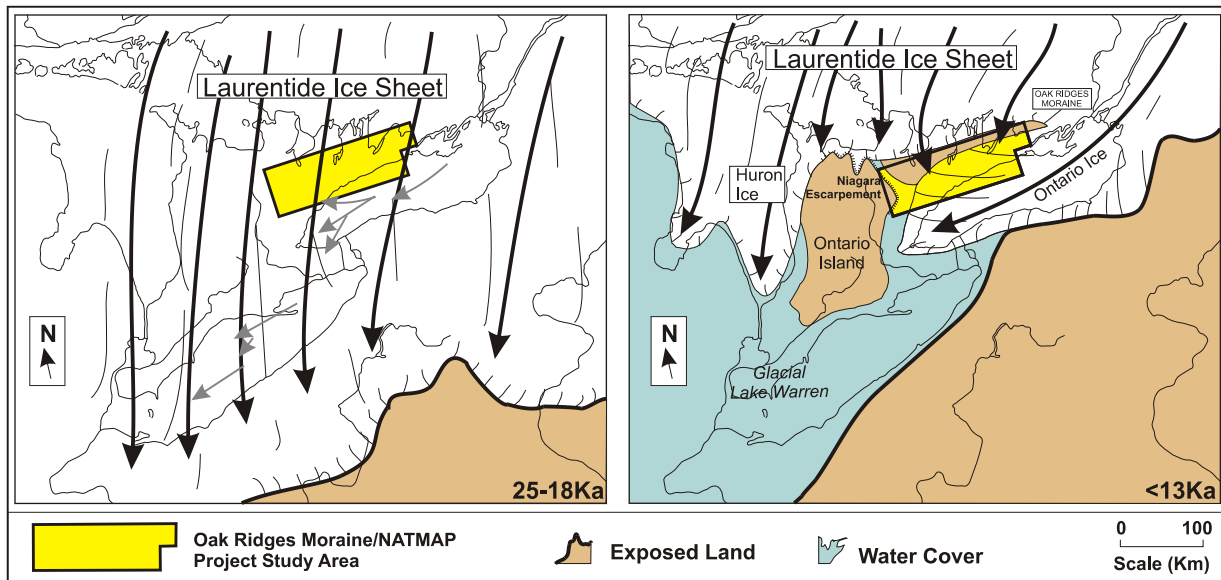 Laurentide Ice Sheet
N
25-18Ka
Laurentide Ice Sheet
OAK RIDGES
MORAINE
Huron
Ice
Niagara
Escarpement
Ontario Ice
Ontario
Island
N
Glacial
Lake Warren
<13Ka
Oak Ridges Moraine/NATMAP
Project Study Area
Exposed Land
Water Cover
0 100
Scale (Km)